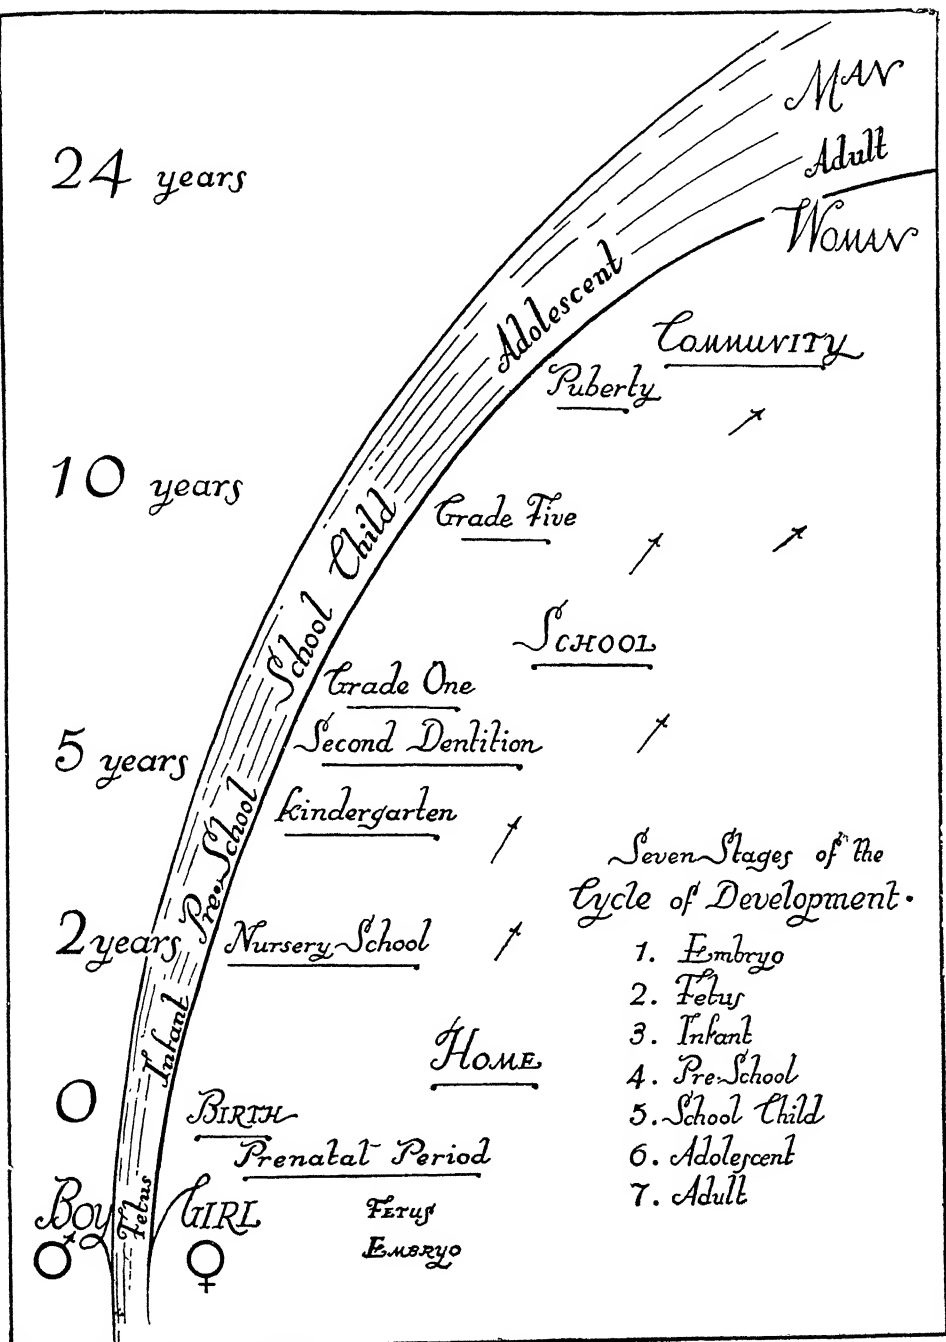 MAN
24 years
Adult
WOMAN
Adolescent
COMMUNITY
Puberty
10 years
Grade Five
School Child
SCHOOL
Grade One
Second Dentition
5 years
Kindergarten
Pre-School
Seven Stages of the
Cycle of Development.
1. Embryo
2. Fetus
3. Infant
4. Pre-School
5. School Child
6. Adolescent
7. Adult
2 years
Nursery School
Infant
HOME
0
BIRTH
Prenatal Period
Fetus
BOY
GIRL
FETUS
EMBRYO
♂
♀